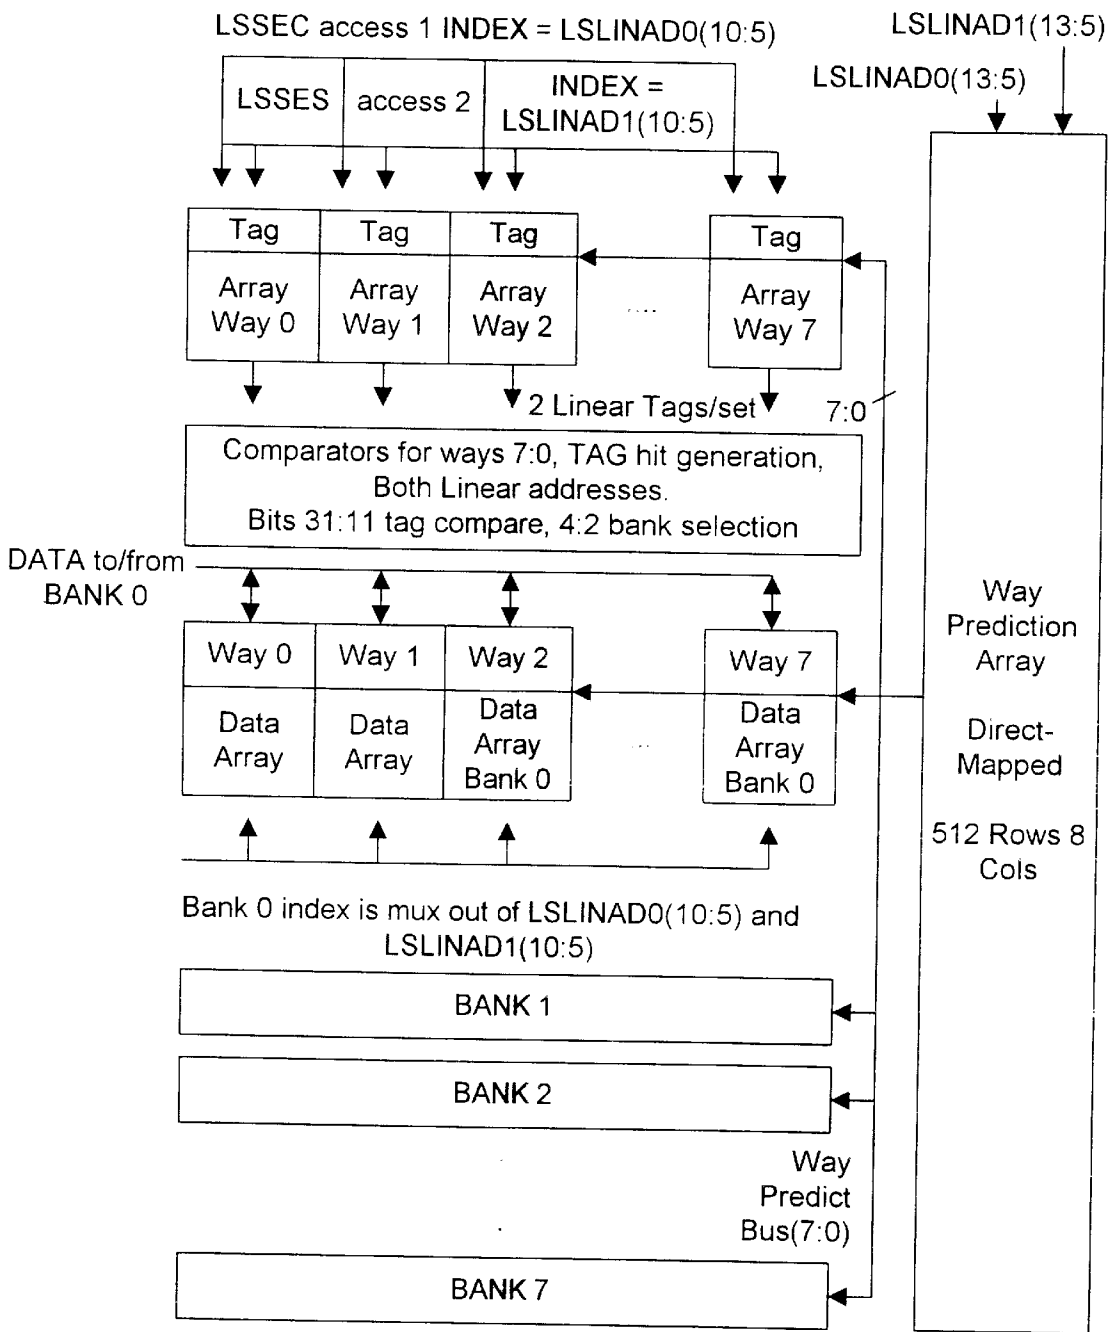 LSSEC access 1 INDEX = LSLINAD0(10:5)
LSLINAD1(13:5)
LSLINAD0(13:5)
LSSES access 2 INDEX =
LSLINAD1(10:5)
Tag Tag Tag Tag
Array Array Array Array
Way 0 Way 1 Way 2 .... Way 7
2 Linear Tags/set 7:0
Comparators for ways 7:0, TAG hit generation,
Both Linear addresses.
Bits 31:11 tag compare, 4:2 bank selection
DATA to/from
BANK 0
Way 0 Way 1 Way 2 Way 7
Data Data Data Data
Array Array Array ... Array
Bank 0 Bank 0
Way
Prediction
Array
Direct-
Mapped
512 Rows 8
Cols
Bank 0 index is mux out of LSLINAD0(10:5) and
LSLINAD1(10:5)
BANK 1
BANK 2
Way
Predict
Bus(7:0)
BANK 7